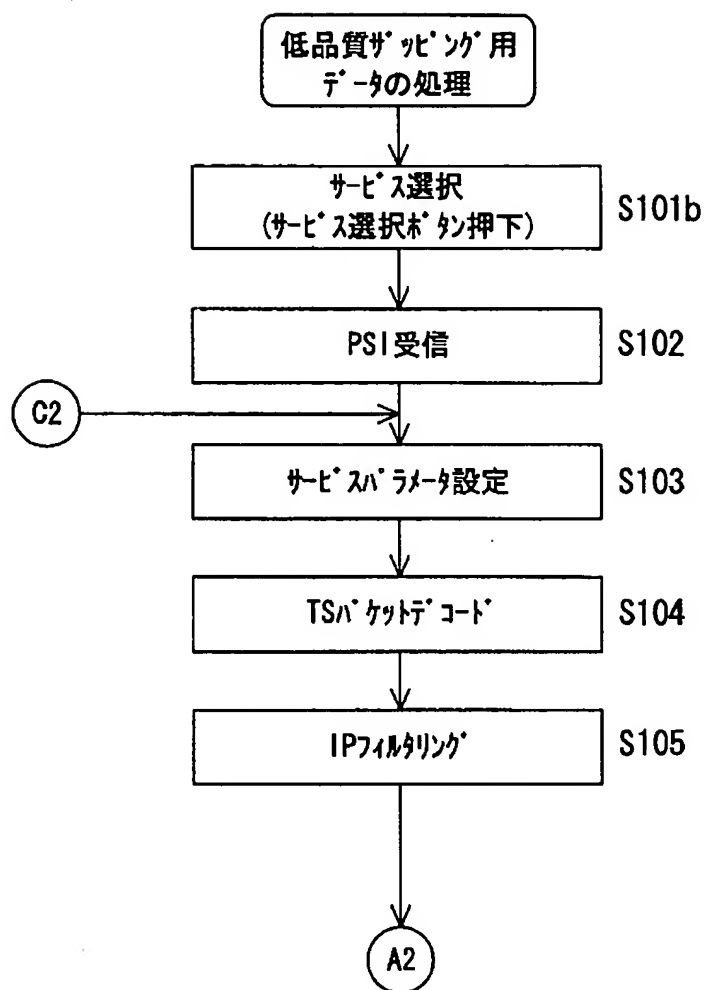 低品質ザッピング用
データの処理
サービス選択
(サービス選択ボタン押下)
S101b
PSI受信
S102
C2
サービスパラメータ設定
S103
TSパケットデコード
S104
IPフィルタリング
S105
A2